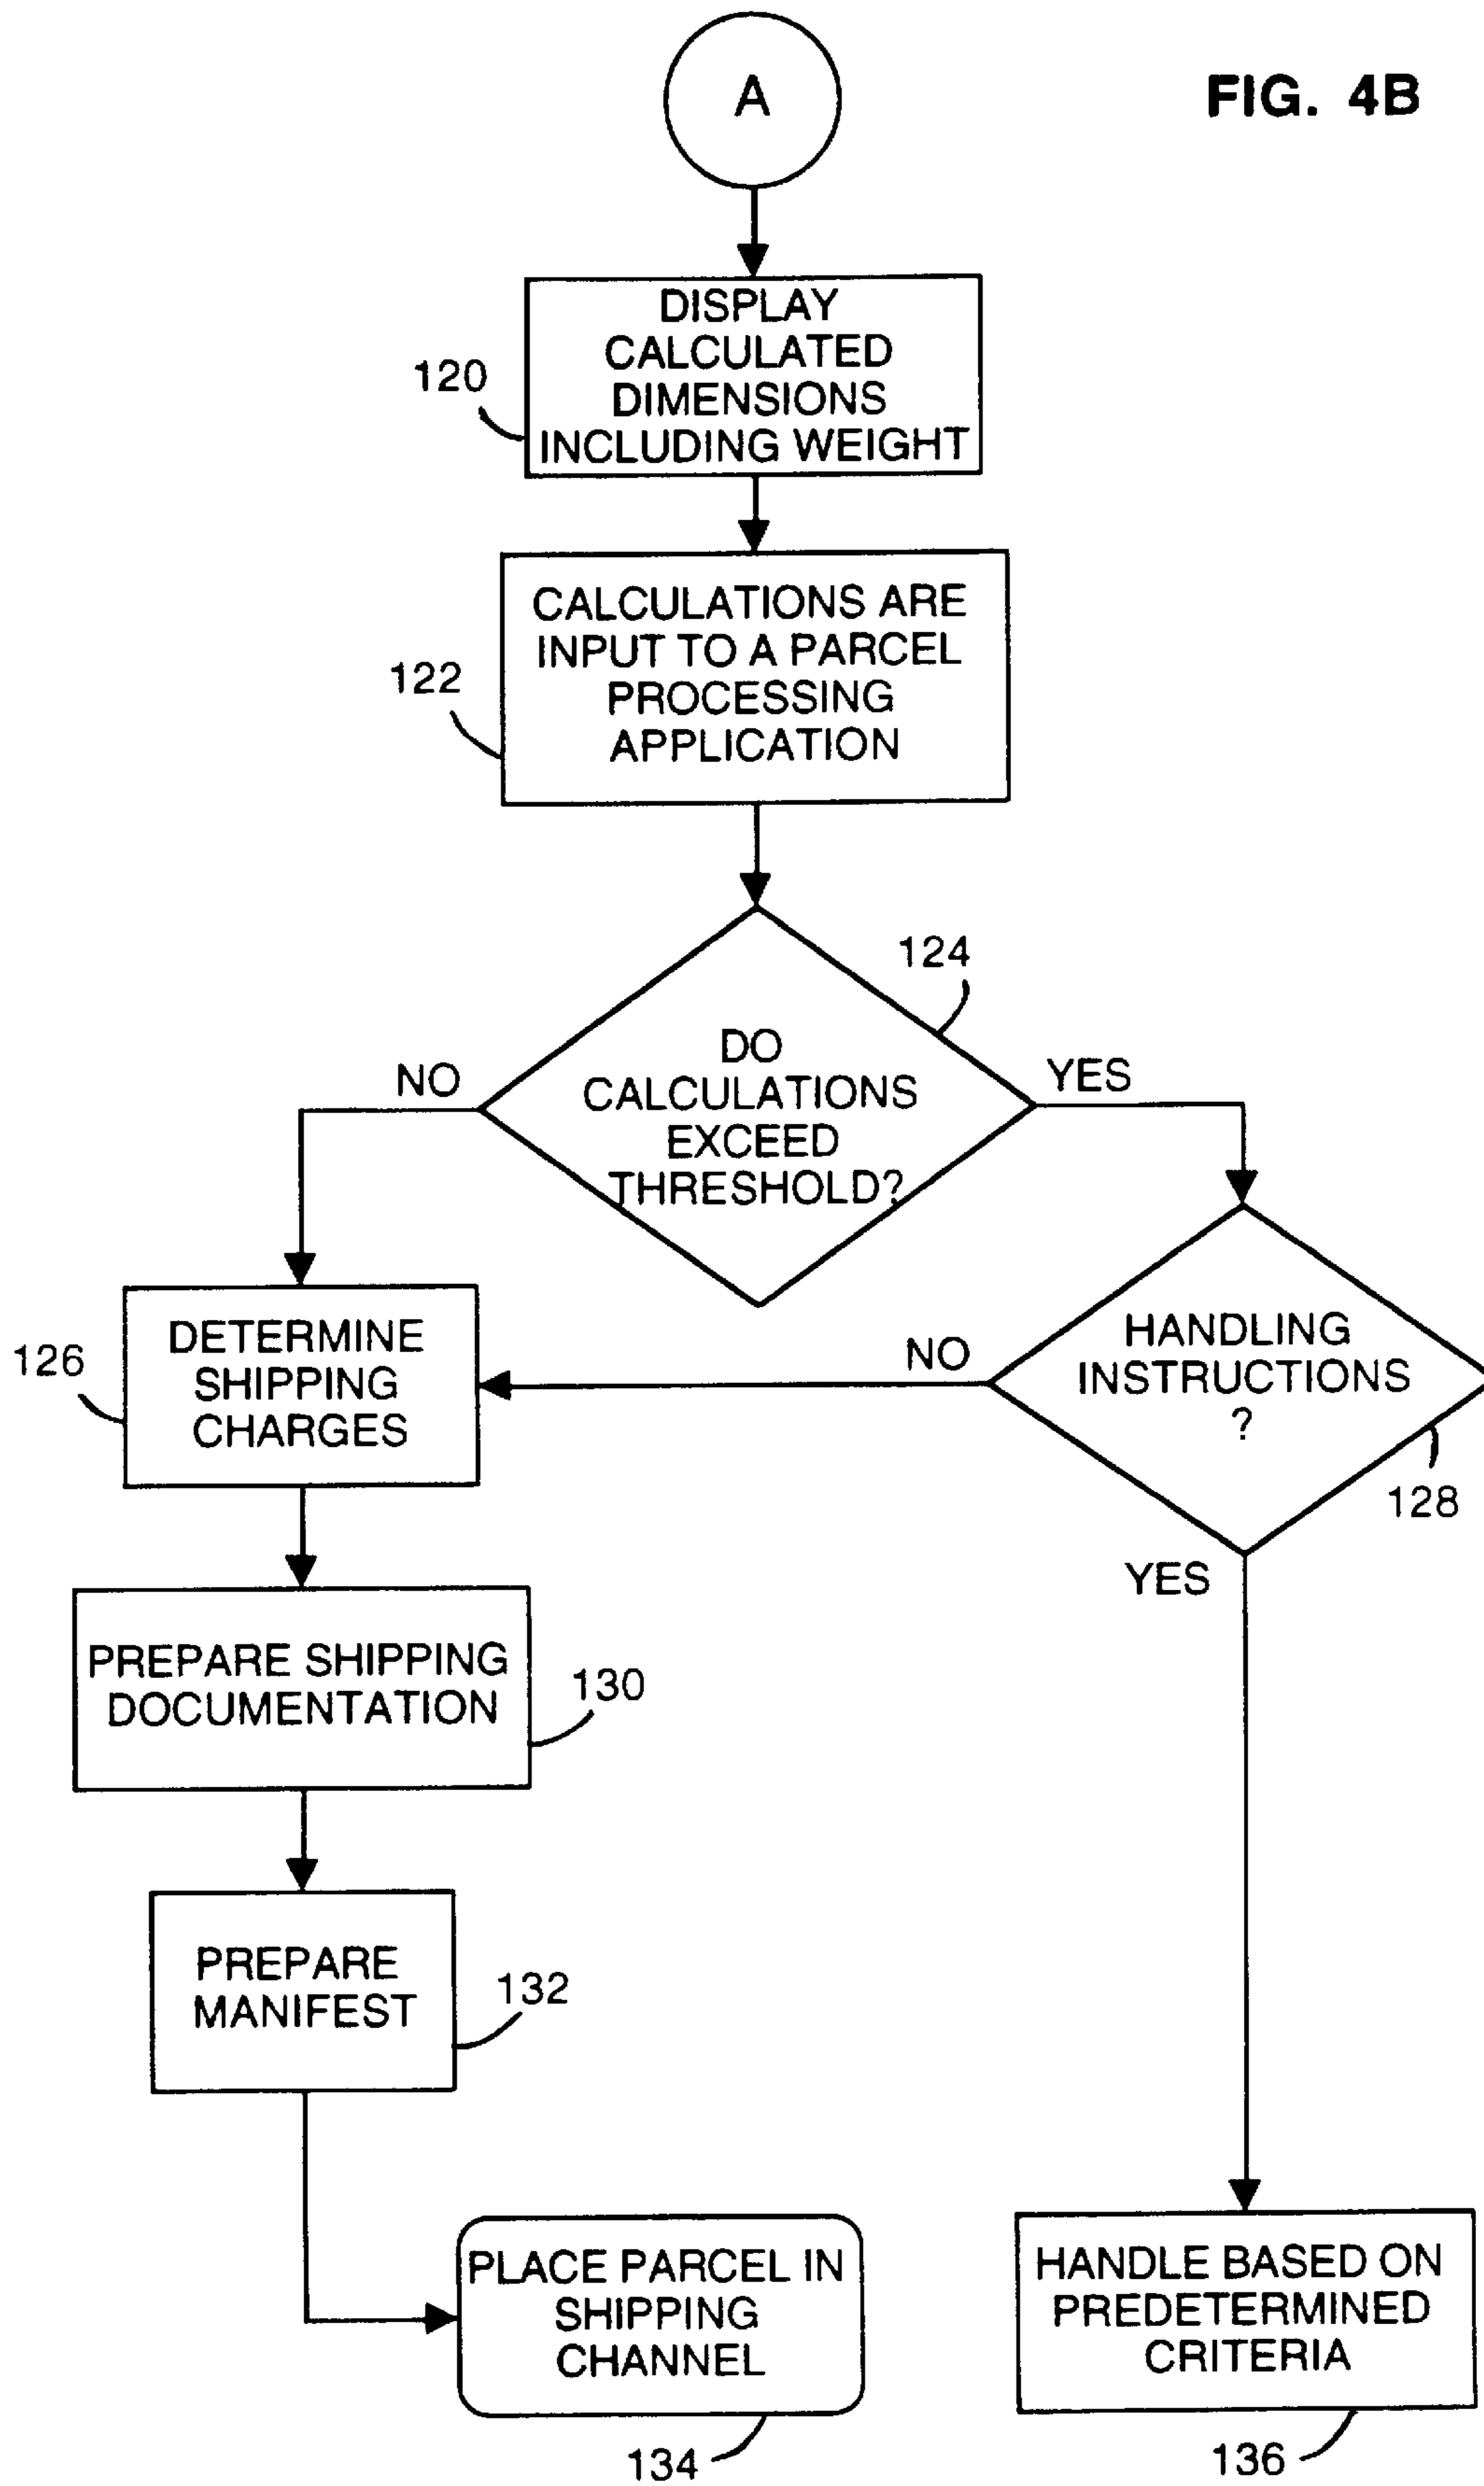 FIG. 4B
A
DISPLAY
CALCULATED
DIMENSIONS
INCLUDING WEIGHT
120
CALCULATIONS ARE
INPUT TO A PARCEL
PROCESSING
APPLICATION
122
124
DO
CALCULATIONS
EXCEED
THRESHOLD?
NO
YES
DETERMINE
SHIPPING
CHARGES
126
NO
HANDLING
INSTRUCTIONS
?
128
YES
PREPARE SHIPPING
DOCUMENTATION
130
PREPARE
MANIFEST
132
PLACE PARCEL IN
SHIPPING
CHANNEL
134
HANDLE BASED ON
PREDETERMINED
CRITERIA
136